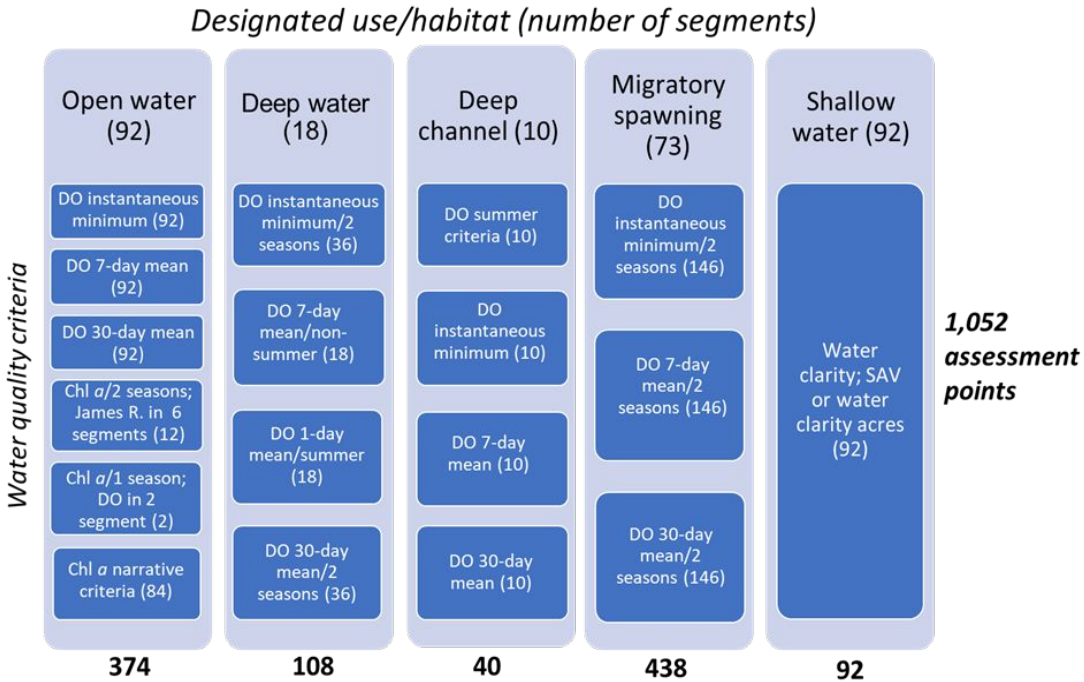 Designated use/habitat (number of segments)
Water quality criteria
Open water
(92)
DO instantaneous
minimum (92)
DO 7-day mean
(92)
DO 30-day mean
(92)
Chl a/2 seasons;
James R. in 6
segments (12)
Chl a/1 season;
DO in 2
segment (2)
Chl a narrative
criteria (84)
374
Deep water
(18)
DO instantaneous
minimum/2
seasons (36)
DO 7-day
mean/non-
summer (18)
DO 1-day
mean/summer
(18)
DO 30-day
mean/2
seasons (36)
108
Deep
channel (10)
DO summer
criteria (10)
DO
instantaneous
minimum (10)
DO 7-day
mean (10)
DO 30-day
mean (10)
40
Migratory
spawning
(73)
DO
instantaneous
minimum/2
seasons (146)
DO 7-day
mean/2
seasons (146)
DO 30-day
mean/2
seasons (146)
438
Shallow
water (92)
Water
clarity; SAV
or water
clarity acres
(92)
92
1,052
assessment
points